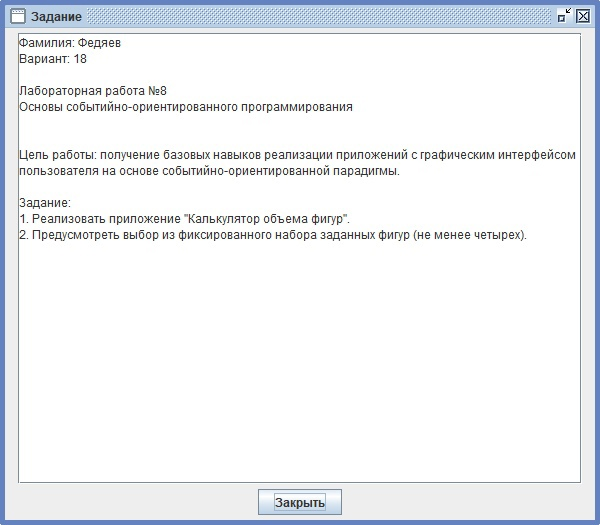 Задание
Фамилия: Федяев
Вариант: 18
Лабораторная работа №8
Основы событийно-ориентированного программирования
Цель работы: получение базовых навыков реализации приложений с графическим интерфейсом
пользователя на основе событийно-ориентированной парадигмы.
Задание:
1. Реализовать приложение "Калькулятор объема фигур".
2. Предусмотреть выбор из фиксированного набора заданных фигур (не менее четырех).
Закрыть